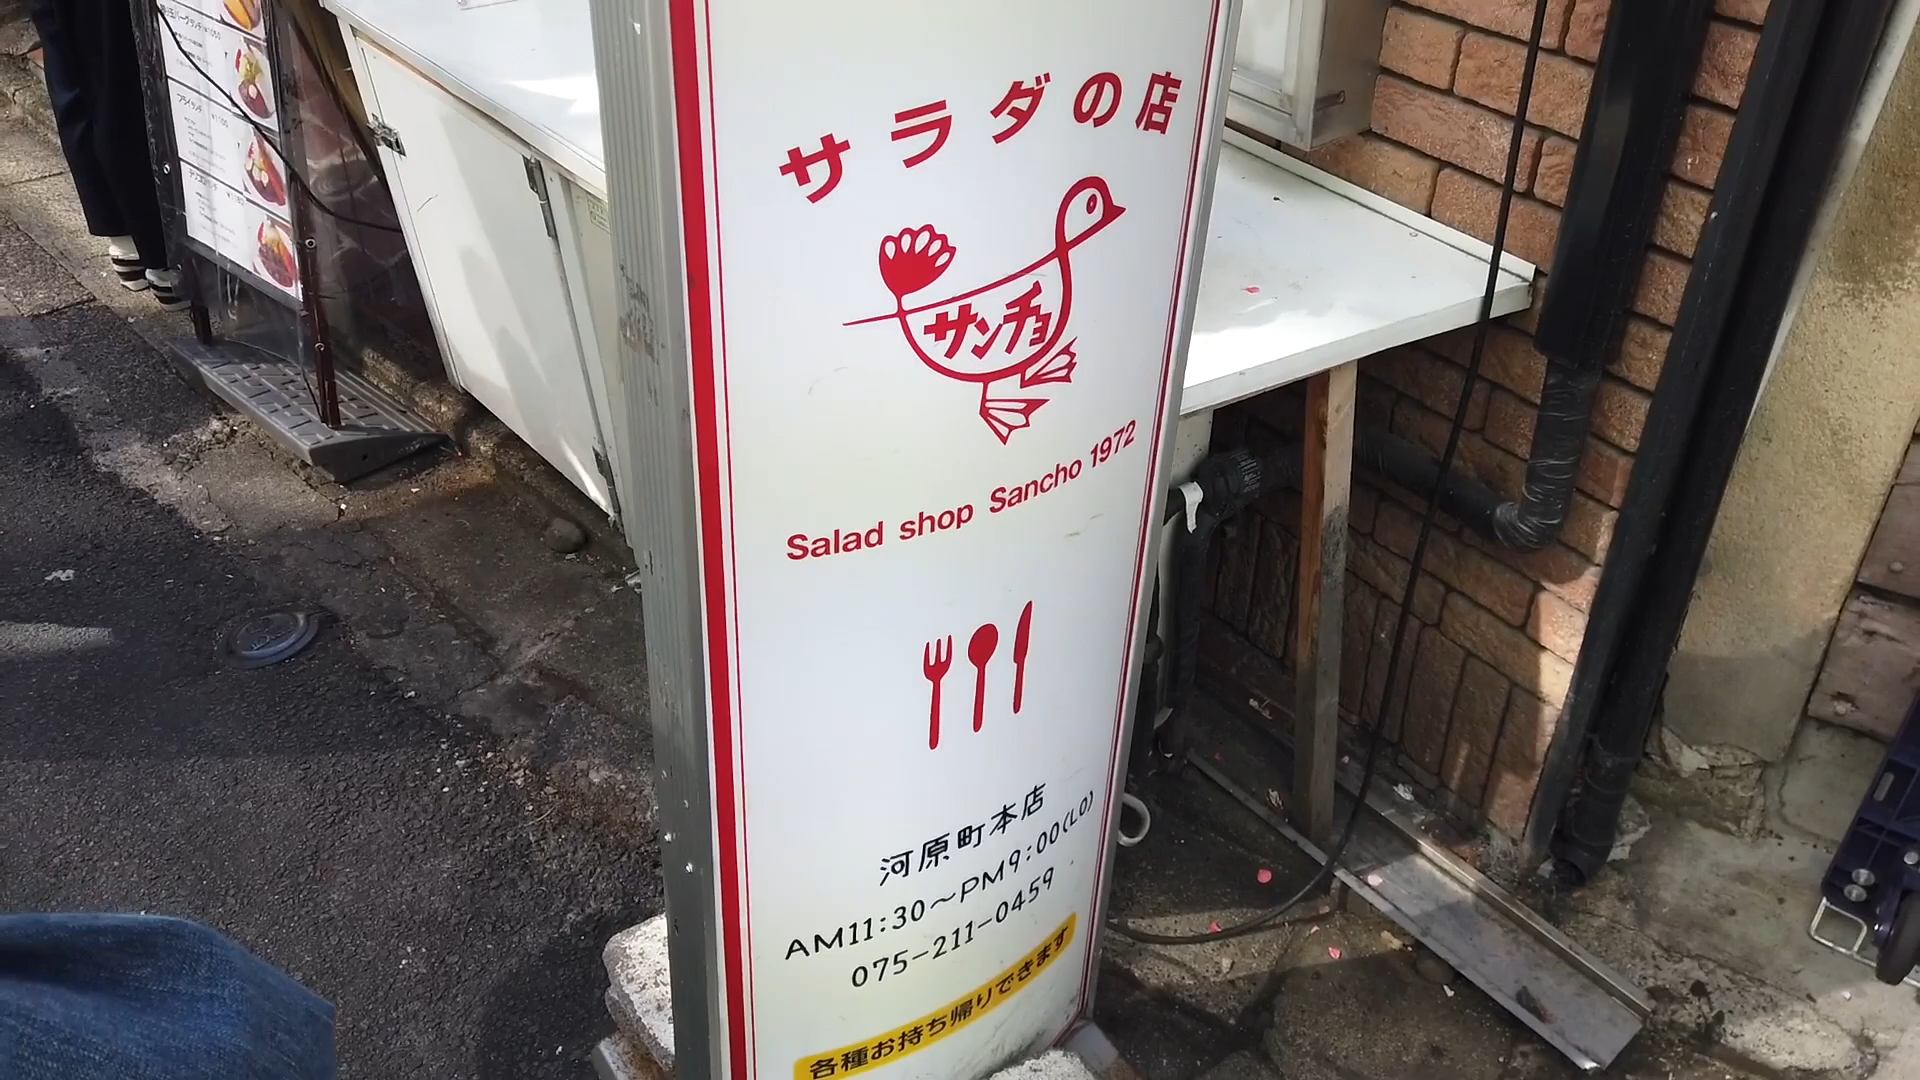 サラダの店
サンチョ
Salad shop Sancho 1972
河原町本店
AM11:30〜PM9:00(LO)
075-211-0459
各種お持ち帰りできます
¥1100